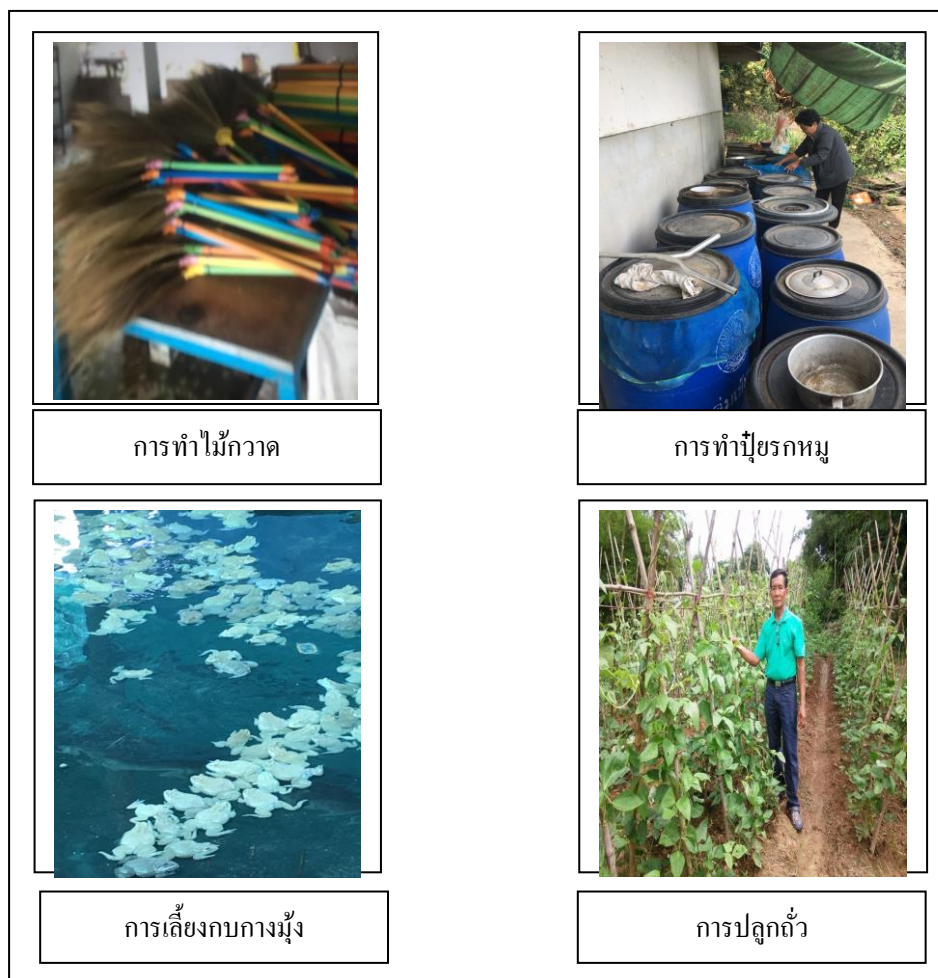 การทำไม้กวาด
การทำปุ๋ยรกหมู
การเลี้ยงกบกางมุ้ง
การปลูกถั่ว